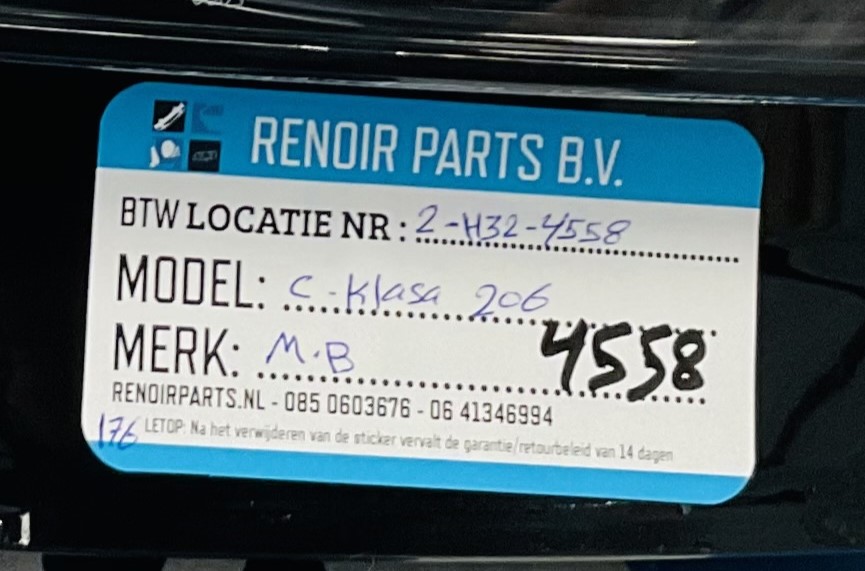 RENOIR PARTS B.V.
BTW LOCATIE NR : 2-H32-4558
MODEL: C-Klasa 206
MERK: M.B 4558
RENOIRPARTS.NL - 085 0603676 - 06 41346994
176 LETOP: Na het verwijderen van de sticker vervalt de garantie/retourbeleid van 14 dagen